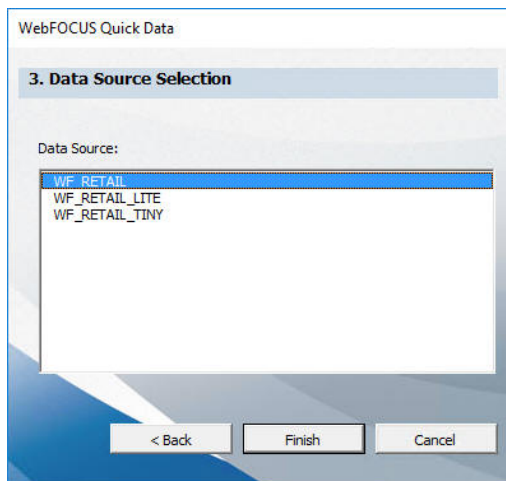 WebFOCUS Quick Data
3. Data Source Selection
Data Source:
WF_RETAIL
WF_RETAIL_LITE
WF_RETAIL_TINY
< Back
Finish
Cancel